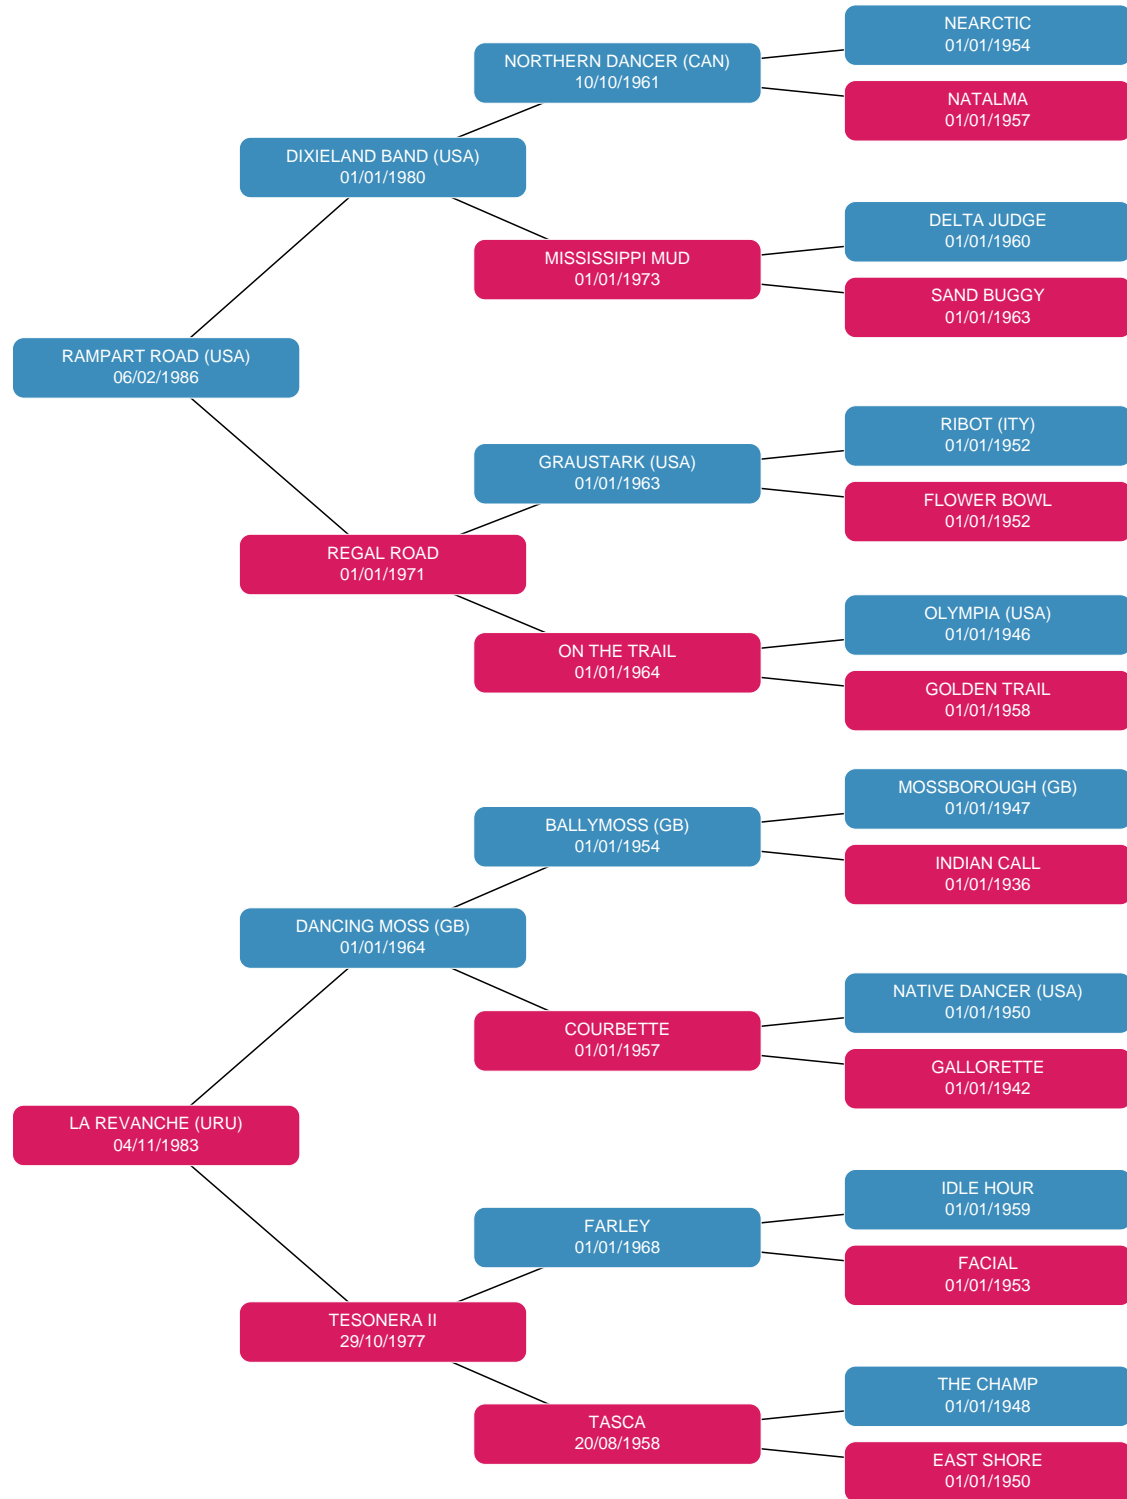 NEARCTIC
01/01/1954
NORTHERN DANCER (CAN)
10/10/1961
NATALMA
01/01/1957
DIXIELAND BAND (USA)
01/01/1980
DELTA JUDGE
01/01/1960
MISSISSIPPI MUD
01/01/1973
SAND BUGGY
01/01/1963
RAMPART ROAD (USA)
06/02/1986
RIBOT (ITY)
01/01/1952
GRAUSTARK (USA)
01/01/1963
FLOWER BOWL
01/01/1952
REGAL ROAD
01/01/1971
OLYMPIA (USA)
01/01/1946
ON THE TRAIL
01/01/1964
GOLDEN TRAIL
01/01/1958
MOSSBOROUGH (GB)
01/01/1947
BALLYMOSS (GB)
01/01/1954
INDIAN CALL
01/01/1936
DANCING MOSS (GB)
01/01/1964
NATIVE DANCER (USA)
01/01/1950
COURBETTE
01/01/1957
GALLORETTE
01/01/1942
LA REVANCHE (URU)
04/11/1983
IDLE HOUR
01/01/1959
FARLEY
01/01/1968
FACIAL
01/01/1953
TESONERA II
29/10/1977
THE CHAMP
01/01/1948
TASCA
20/08/1958
EAST SHORE
01/01/1950